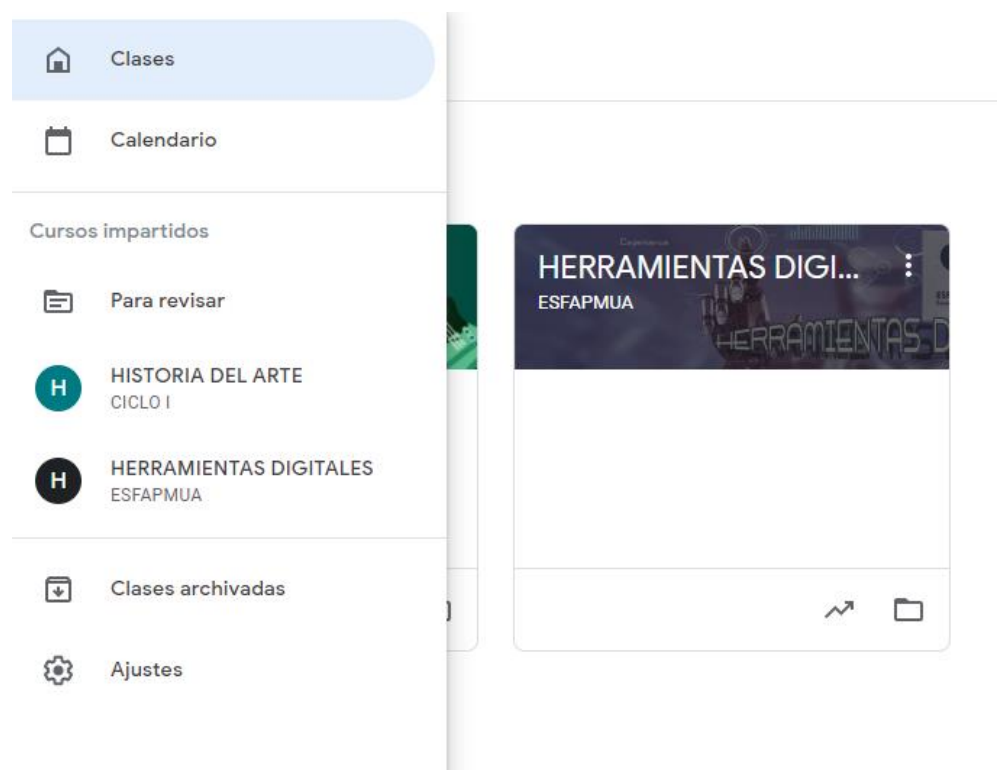 Clases
Calendario
Cursos impartidos
Para revisar
H
HISTORIA DEL ARTE
CICLO I
H
HERRAMIENTAS DIGITALES
ESFAPMUA
Clases archivadas
Ajustes
Cajamarca
HERRAMIENTAS DIGI...
ESFAPMUA
HERRAMIENTAS D